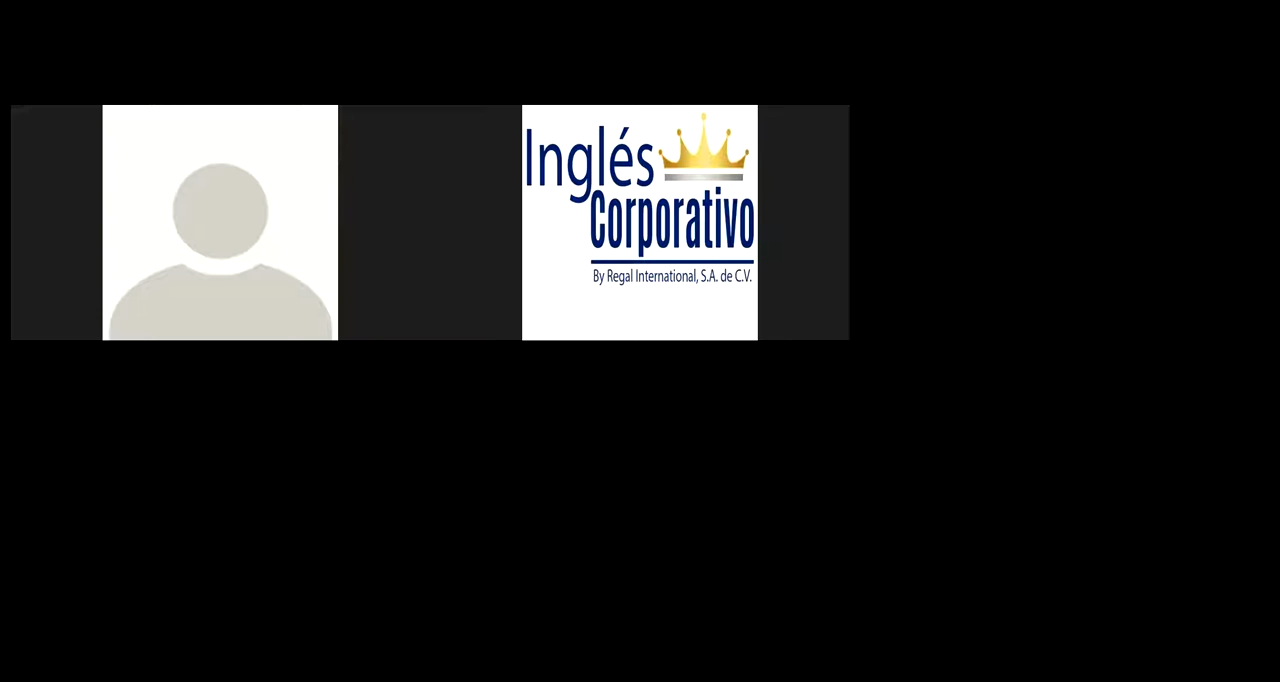 Inglés
Corporativo
By Regal International, S.A. de C.V.